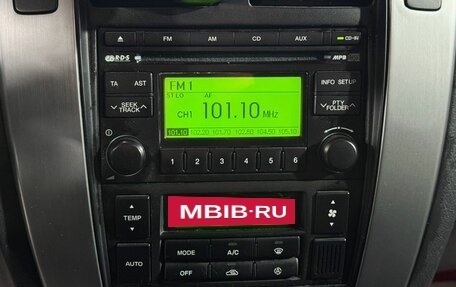 FM AM CD AUX CD-IN
R·D·S MP3
TA AST FM 1 INFO SETUP
ST LO AF
SEEK TRACK CH1 101.10 MHz PTY FOLDER
101.10 102.20 101.70 102.50 104.50 105.10
1 2 3 4 5 6
TEMP MBIB-RU
MODE A/C
AUTO OFF